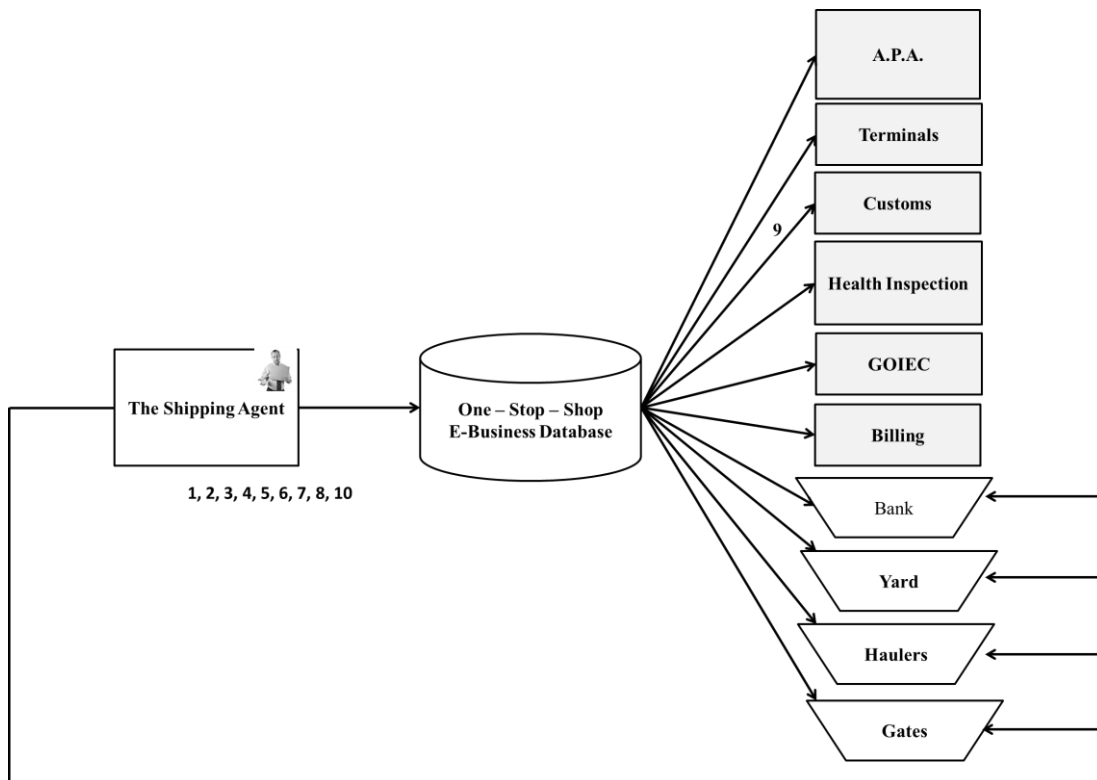 A.P.A.
Terminals
Customs
9
Health Inspection
The Shipping Agent
One – Stop – Shop
E-Business Database
GOIEC
Billing
1, 2, 3, 4, 5, 6, 7, 8, 10
Bank
Yard
Haulers
Gates